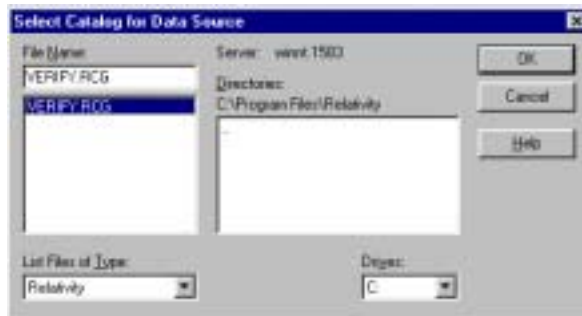 Select Catalog for Data Source
File Name:
VERIFY.RCG
VERIFY.RCG
Server: winnt.1583
Directories:
C:\Program Files\Relativity
..
OK
Cancel
Help
List Files of Type:
Relativity
Drives:
C: